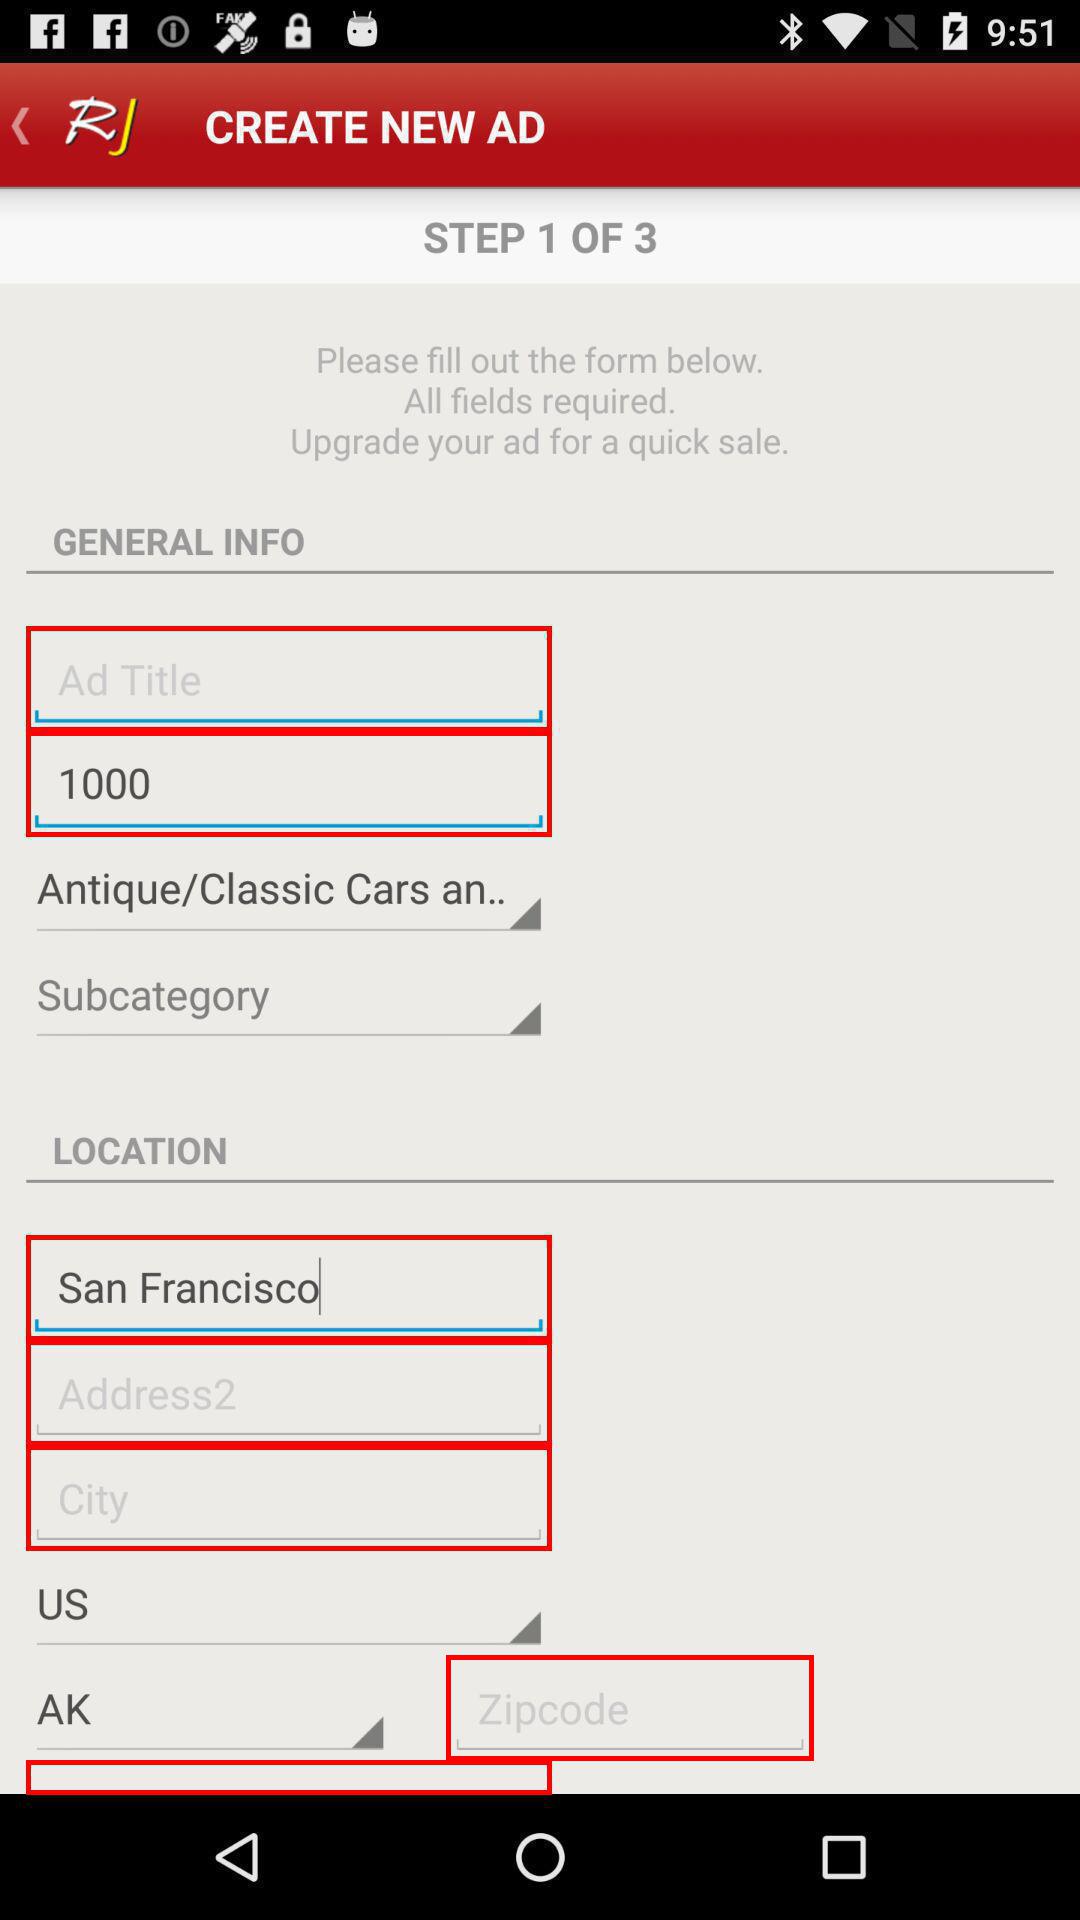 FAKE
9:51
RJ
CREATE NEW AD
STEP 1 OF 3
Please fill out the form below.
All fields required.
Upgrade your ad for a quick sale.
GENERAL INFO
Ad Title
1000
Antique/Classic Cars an..
Subcategory
LOCATION
San Francisco
Address2
City
US
AK
Zipcode